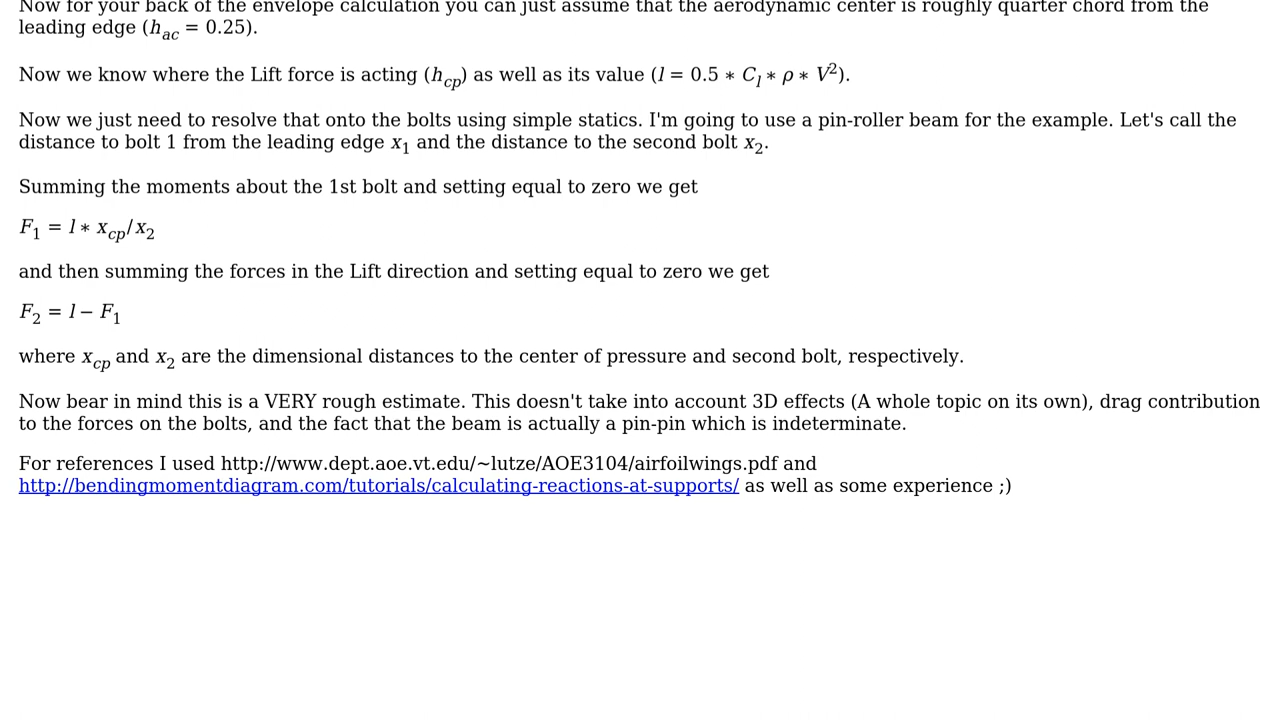 Now for your back of the envelope calculation you can just assume that the aerodynamic center is roughly quarter chord from the
leading edge (h_ac = 0.25).
Now we know where the Lift force is acting (h_cp) as well as its value (l = 0.5 * C_l * ρ * V²).
Now we just need to resolve that onto the bolts using simple statics. I'm going to use a pin-roller beam for the example. Let's call the
distance to bolt 1 from the leading edge x₁ and the distance to the second bolt x₂.
Summing the moments about the 1st bolt and setting equal to zero we get
F₁ = l * x_cp/x₂
and then summing the forces in the Lift direction and setting equal to zero we get
F₂ = l − F₁
where x_cp and x₂ are the dimensional distances to the center of pressure and second bolt, respectively.
Now bear in mind this is a VERY rough estimate. This doesn't take into account 3D effects (A whole topic on its own), drag contribution
to the forces on the bolts, and the fact that the beam is actually a pin-pin which is indeterminate.
For references I used http://www.dept.aoe.vt.edu/~lutze/AOE3104/airfoilwings.pdf and
http://bendingmomentdiagram.com/tutorials/calculating-reactions-at-supports/ as well as some experience ;)